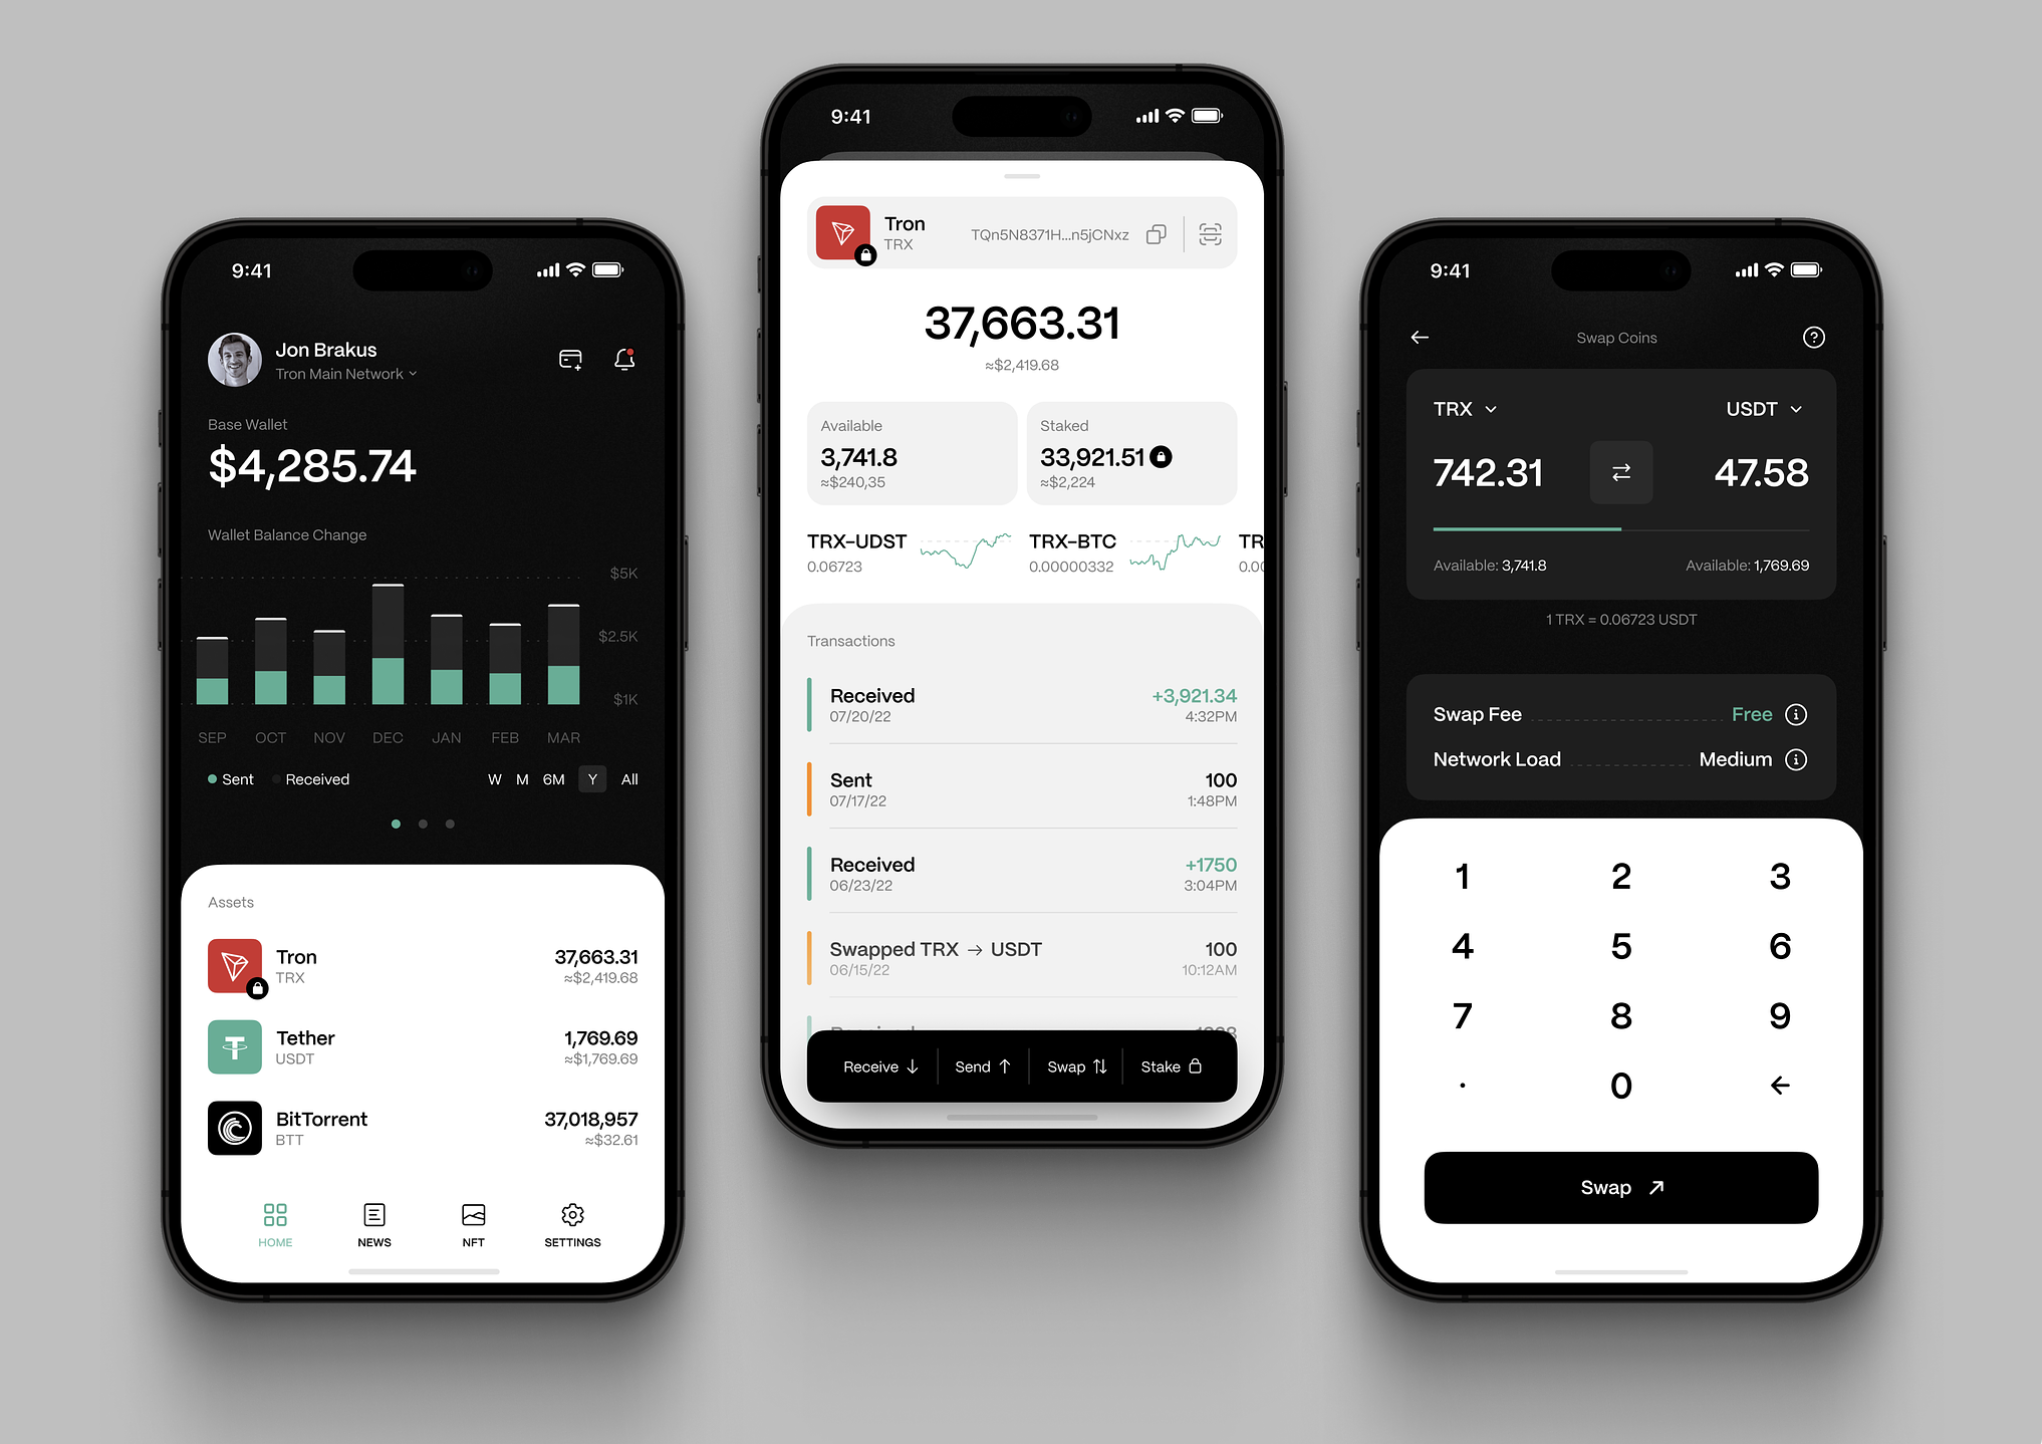 9:41
Jon Brakus
Tron Main Network
Base Wallet
$4,285.74
Wallet Balance Change
$5K
$2.5K
$1K
SEP OCT NOV DEC JAN FEB MAR
Sent Received W M 6M Y All
Assets
Tron 37,663.31
TRX ≈$2,419.68
Tether 1,769.69
USDT ≈$1,769.69
BitTorrent 37,018,957
BTT ≈$32.61
HOME NEWS NFT SETTINGS
9:41
Tron
TRX
TQn5N8371H...n5jCNxz
37,663.31
≈$2,419.68
Available
3,741.8
≈$240,35
Staked
33,921.51
≈$2,224
TRX-UDST
0.06723
TRX-BTC
0.00000332
TR
0.00
Transactions
Received +3,921.34
07/20/22 4:32PM
Sent 100
07/17/22 1:48PM
Received +1750
06/23/22 3:04PM
Swapped TRX → USDT 100
06/15/22 10:12AM
Received
Receive ↓ Send ↑ Swap ↑↓ Stake
9:41
Swap Coins
TRX USDT
742.31 47.58
Available: 3,741.8 Available: 1,769.69
1 TRX = 0.06723 USDT
Swap Fee Free
Network Load Medium
1 2 3
4 5 6
7 8 9
. 0 ←
Swap ↗